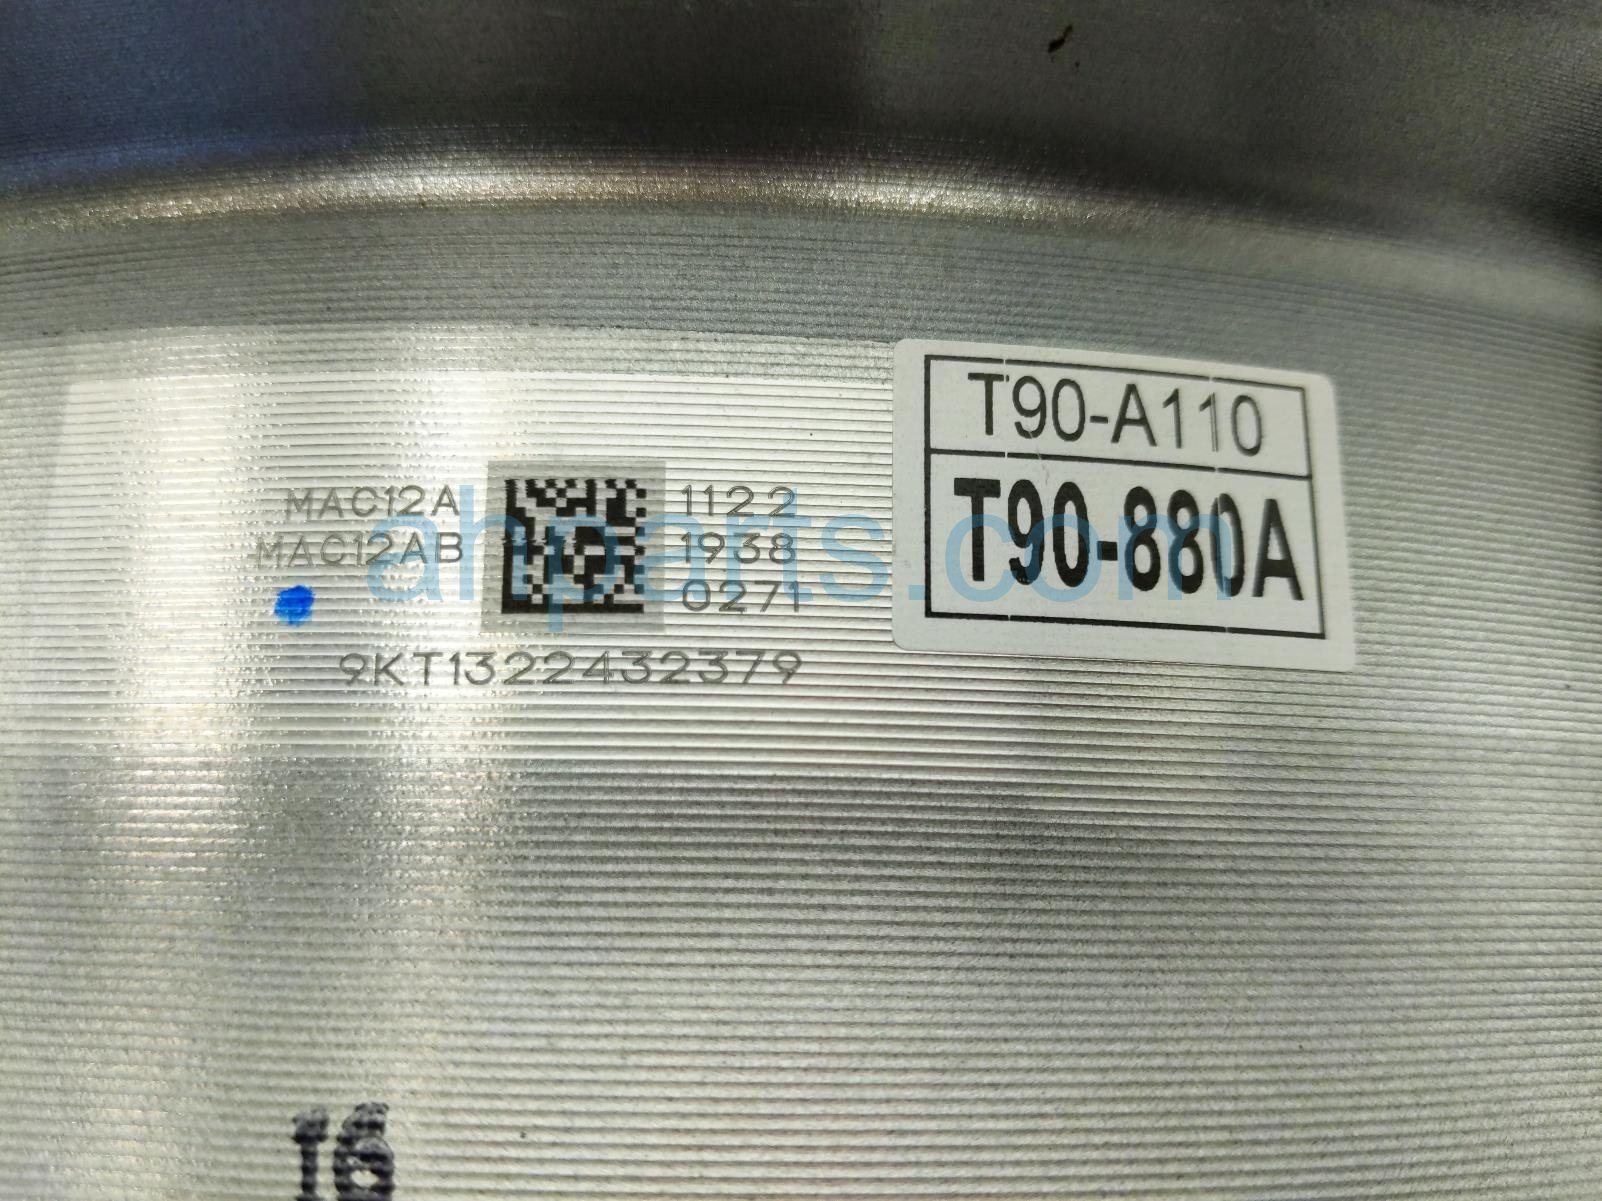 T90-A110
T90-880A
MAC12A 1122
MAC12AB 1938
0271
9KT1322432379
ahparts.com
16